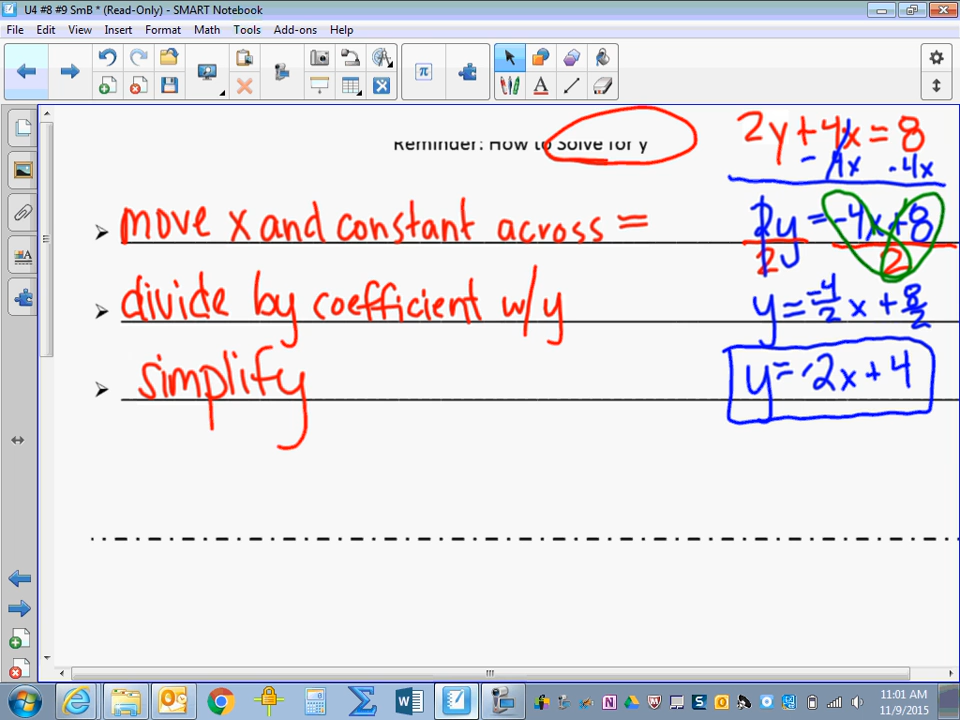 U4 #8 #9 SmB * (Read-Only) - SMART Notebook
File Edit View Insert Format Math Tools Add-ons Help
π
A
Reminder: How to Solve for y
2y+4x=8
-4x -4x
move x and constant across =
2y = -4x+8
2 2
divide by coefficient w/y
y = -4/2 x + 8/2
simplify
y = -2x + 4
11:01 AM
11/9/2015